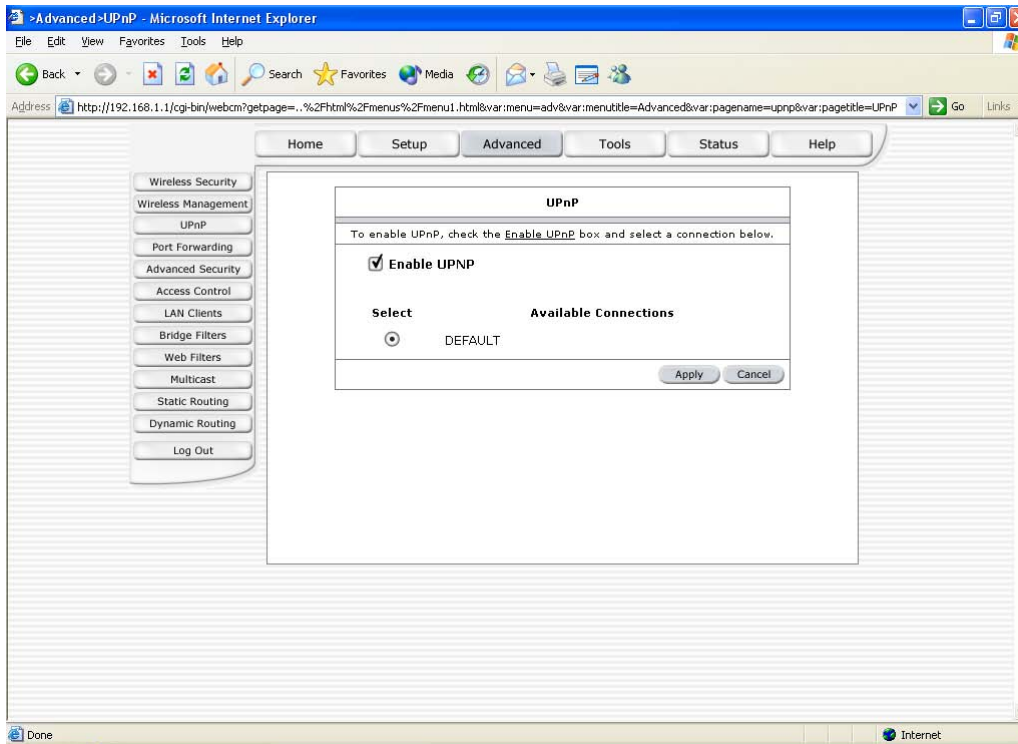 >Advanced>UPnP - Microsoft Internet Explorer
File Edit View Favorites Tools Help
Back Search Favorites Media
Address http://192.168.1.1/cgi-bin/webcm?getpage=..%2Fhtml%2Fmenus%2Fmenu1.html&var:menu=adv&var:menutitle=Advanced&var:pagename=upnp&var:pagetitle=UPnP Go Links
Home Setup Advanced Tools Status Help
Wireless Security
Wireless Management
UPnP
Port Forwarding
Advanced Security
Access Control
LAN Clients
Bridge Filters
Web Filters
Multicast
Static Routing
Dynamic Routing
Log Out
UPnP
To enable UPnP, check the Enable UPnP box and select a connection below.
Enable UPNP
Select Available Connections
DEFAULT
Apply Cancel
Done Internet